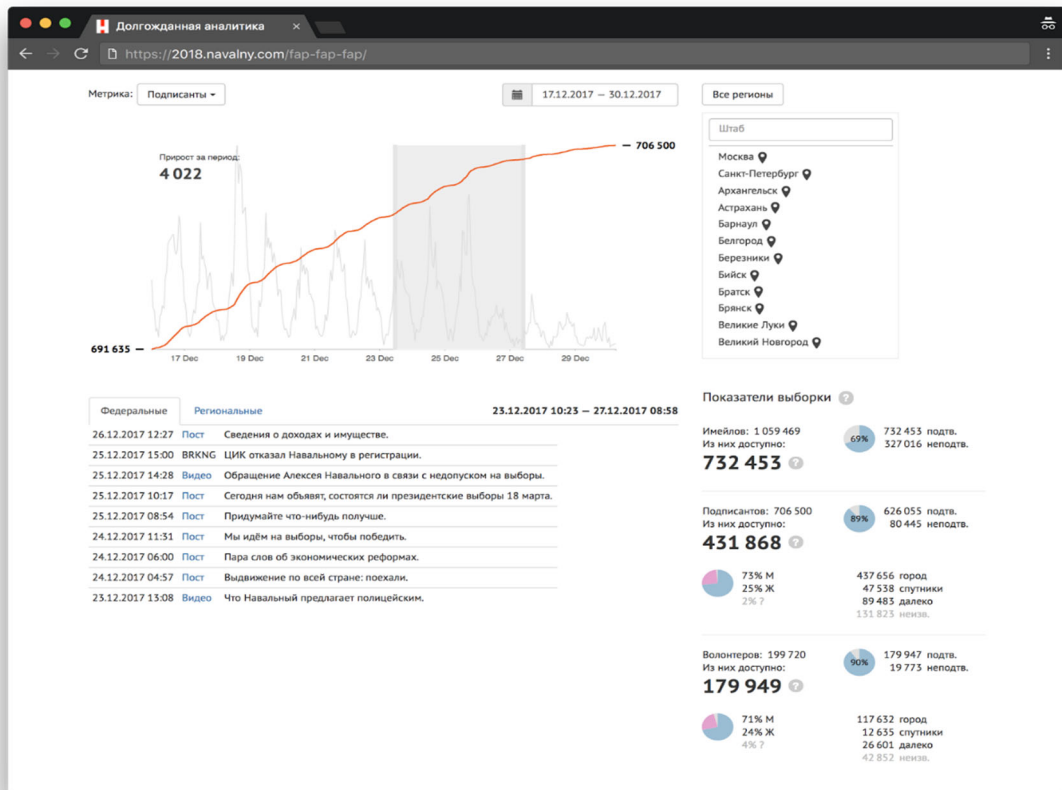 Долгожданная аналитика
https://2018.navalny.com/fap-fap-fap/
Метрика: Подписанты
17.12.2017 — 30.12.2017
Все регионы
Прирост за период:
4 022
706 500
691 635
17 Dec 19 Dec 21 Dec 23 Dec 25 Dec 27 Dec 29 Dec
Штаб
Москва
Санкт-Петербург
Архангельск
Астрахань
Барнаул
Белгород
Березники
Бийск
Братск
Брянск
Великие Луки
Великий Новгород
Федеральные Региональные 23.12.2017 10:23 — 27.12.2017 08:58
26.12.2017 12:27 Пост Сведения о доходах и имуществе.
25.12.2017 15:00 BRKNG ЦИК отказал Навальному в регистрации.
25.12.2017 14:28 Видео Обращение Алексея Навального в связи с недопуском на выборы.
25.12.2017 10:17 Пост Сегодня нам объявят, состоятся ли президентские выборы 18 марта.
25.12.2017 08:54 Пост Придумайте что-нибудь получше.
24.12.2017 11:31 Пост Мы идём на выборы, чтобы победить.
24.12.2017 06:00 Пост Пара слов об экономических реформах.
24.12.2017 04:57 Пост Выдвижение по всей стране: поехали.
23.12.2017 13:08 Видео Что Навальный предлагает полицейским.
Показатели выборки ?
Имейлов: 1 059 469
Из них доступно:
732 453 ?
69%
732 453 подтв.
327 016 неподтв.
Подписантов: 706 500
Из них доступно:
431 868 ?
89%
626 055 подтв.
80 445 неподтв.
73% М
25% Ж
2% ?
437 656 город
47 538 спутники
89 483 далеко
131 823 неизв.
Волонтеров: 199 720
Из них доступно:
179 949 ?
90%
179 947 подтв.
19 773 неподтв.
71% М
24% Ж
4% ?
117 632 город
12 635 спутники
26 601 далеко
42 852 неизв.